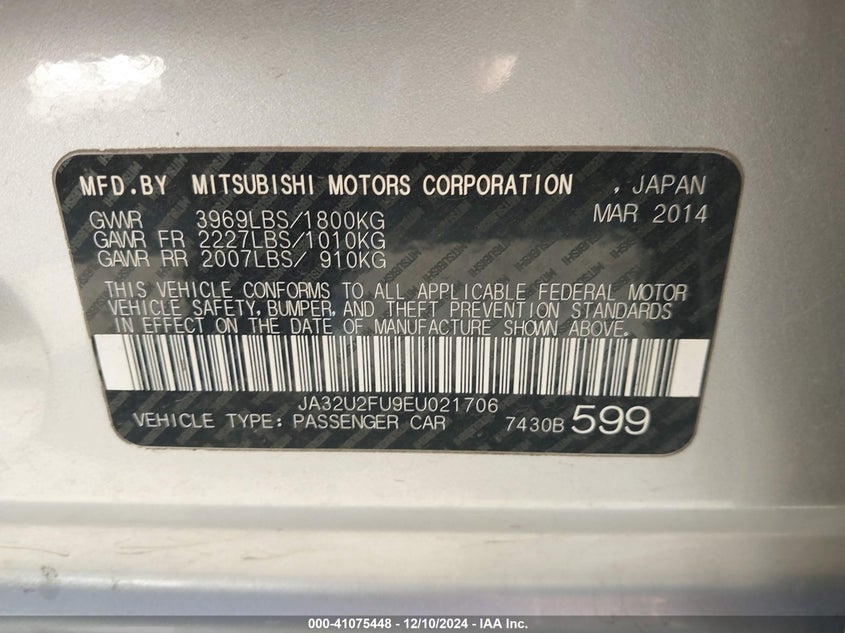 MFD.BY MITSUBISHI MOTORS CORPORATION , JAPAN
MAR 2014
GVWR 3969LBS/1800KG
GAWR FR 2227LBS/1010KG
GAWR RR 2007LBS/ 910KG
THIS VEHICLE CONFORMS TO ALL APPLICABLE FEDERAL MOTOR
VEHICLE SAFETY, BUMPER, AND THEFT PREVENTION STANDARDS
IN EFFECT ON THE DATE OF MANUFACTURE SHOWN ABOVE.
JA32U2FU9EU021706
VEHICLE TYPE: PASSENGER CAR 7430B 599
000-41075448 - 12/10/2024 - IAA Inc.